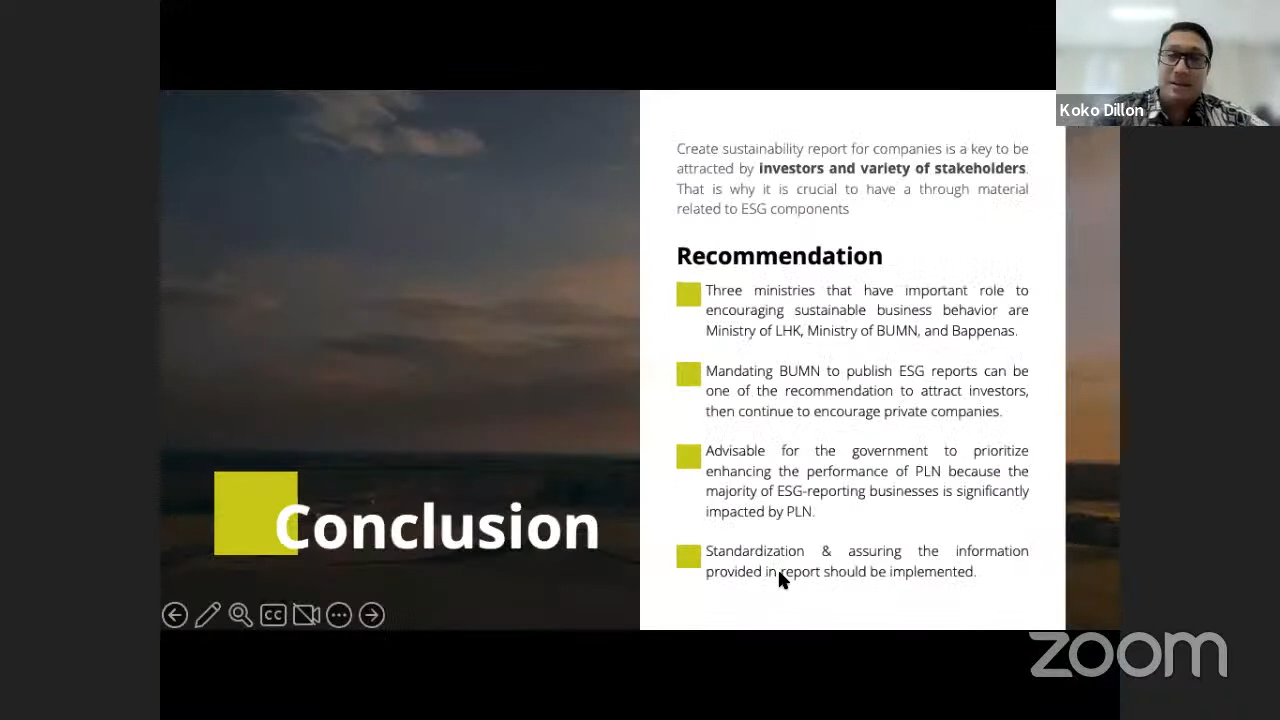 Koko Dillon
Create sustainability report for companies is a key to be
attracted by investors and variety of stakeholders.
That is why it is crucial to have a through material
related to ESG components
Recommendation
Three ministries that have important role to
encouraging sustainable business behavior are
Ministry of LHK, Ministry of BUMN, and Bappenas.
Mandating BUMN to publish ESG reports can be
one of the recommendation to attract investors,
then continue to encourage private companies.
Advisable for the government to prioritize
enhancing the performance of PLN because the
majority of ESG-reporting businesses is significantly
impacted by PLN.
Standardization & assuring the information
provided in report should be implemented.
Conclusion
CC
zoom